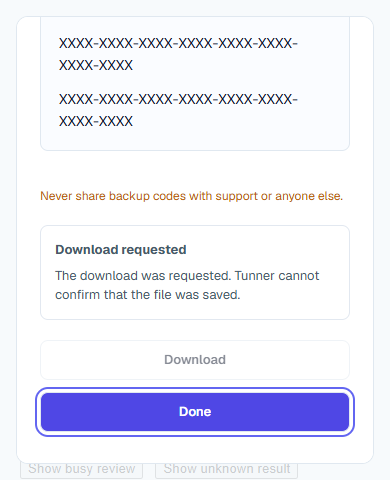 XXXX-XXXX-XXXX-XXXX-XXXX-XXXX-
XXXX-XXXX
XXXX-XXXX-XXXX-XXXX-XXXX-XXXX-
XXXX-XXXX
Never share backup codes with support or anyone else.
Download requested
The download was requested. Tunner cannot
confirm that the file was saved.
Download
Done
Show busy review
Show unknown result